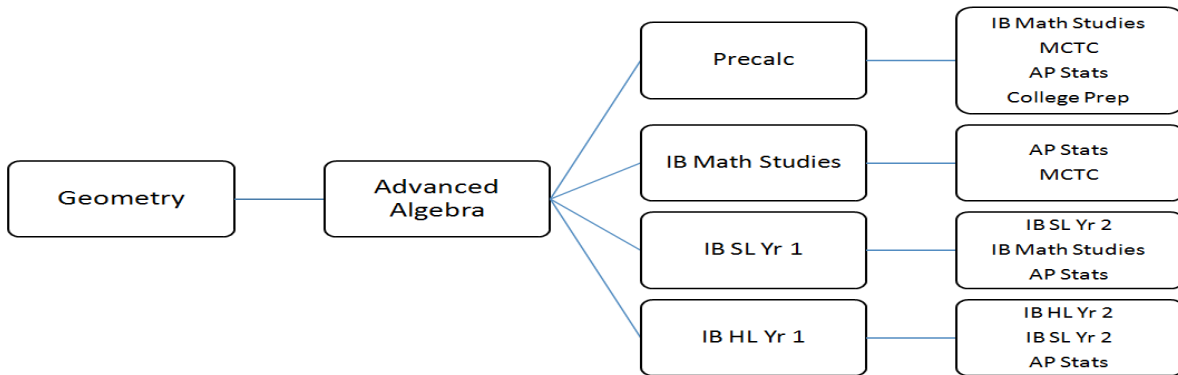 Geometry
Advanced
Algebra
Precalc
IB Math Studies
MCTC
AP Stats
College Prep
IB Math Studies
AP Stats
MCTC
IB SL Yr 1
IB SL Yr 2
IB Math Studies
AP Stats
IB HL Yr 1
IB HL Yr 2
IB SL Yr 2
AP Stats